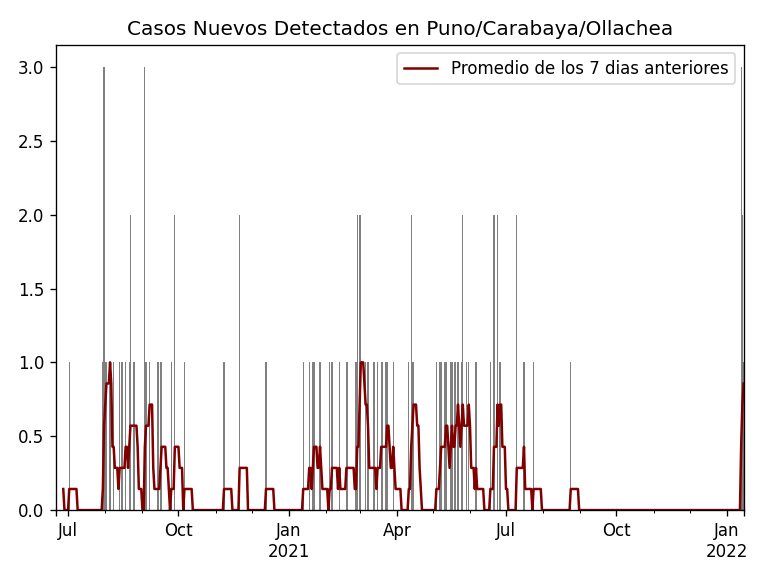 Casos Nuevos Detectados en Puno/Carabaya/Ollachea
Promedio de los 7 dias anteriores
3.0
2.5
2.0
1.5
1.0
0.5
0.0
Jul Oct Jan Apr Jul Oct Jan
2021 2022